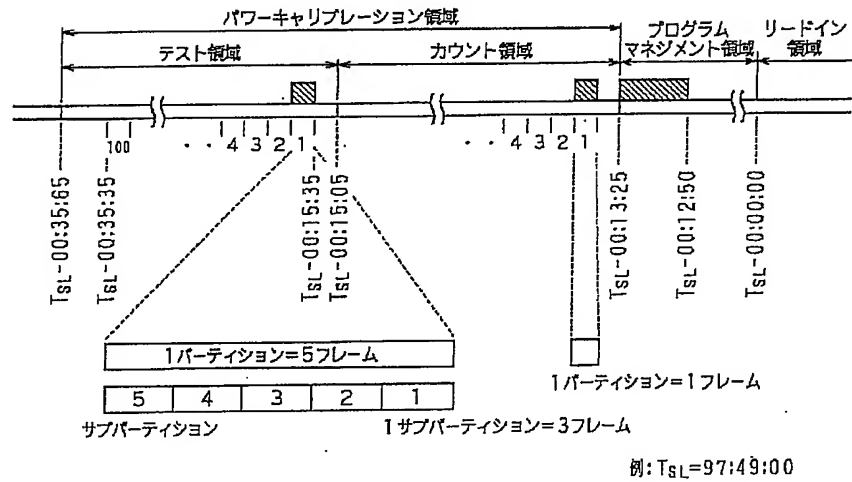 パワーキャリブレーション領域
プログラム
マネジメント領域
リードイン
領域
テスト領域
カウント領域
100
・・4 3 2 1
・・4 3 2 1
TSL-00:35:65
TSL-00:35:35
TSL-00:15:35
TSL-00:15:05
TSL-00:13:25
TSL-00:12:50
TSL-00:00:00
1パーティション=5フレーム
5 4 3 2 1
サブパーティション
1サブパーティション=3フレーム
1パーティション=1フレーム
例:TSL=97:49:00